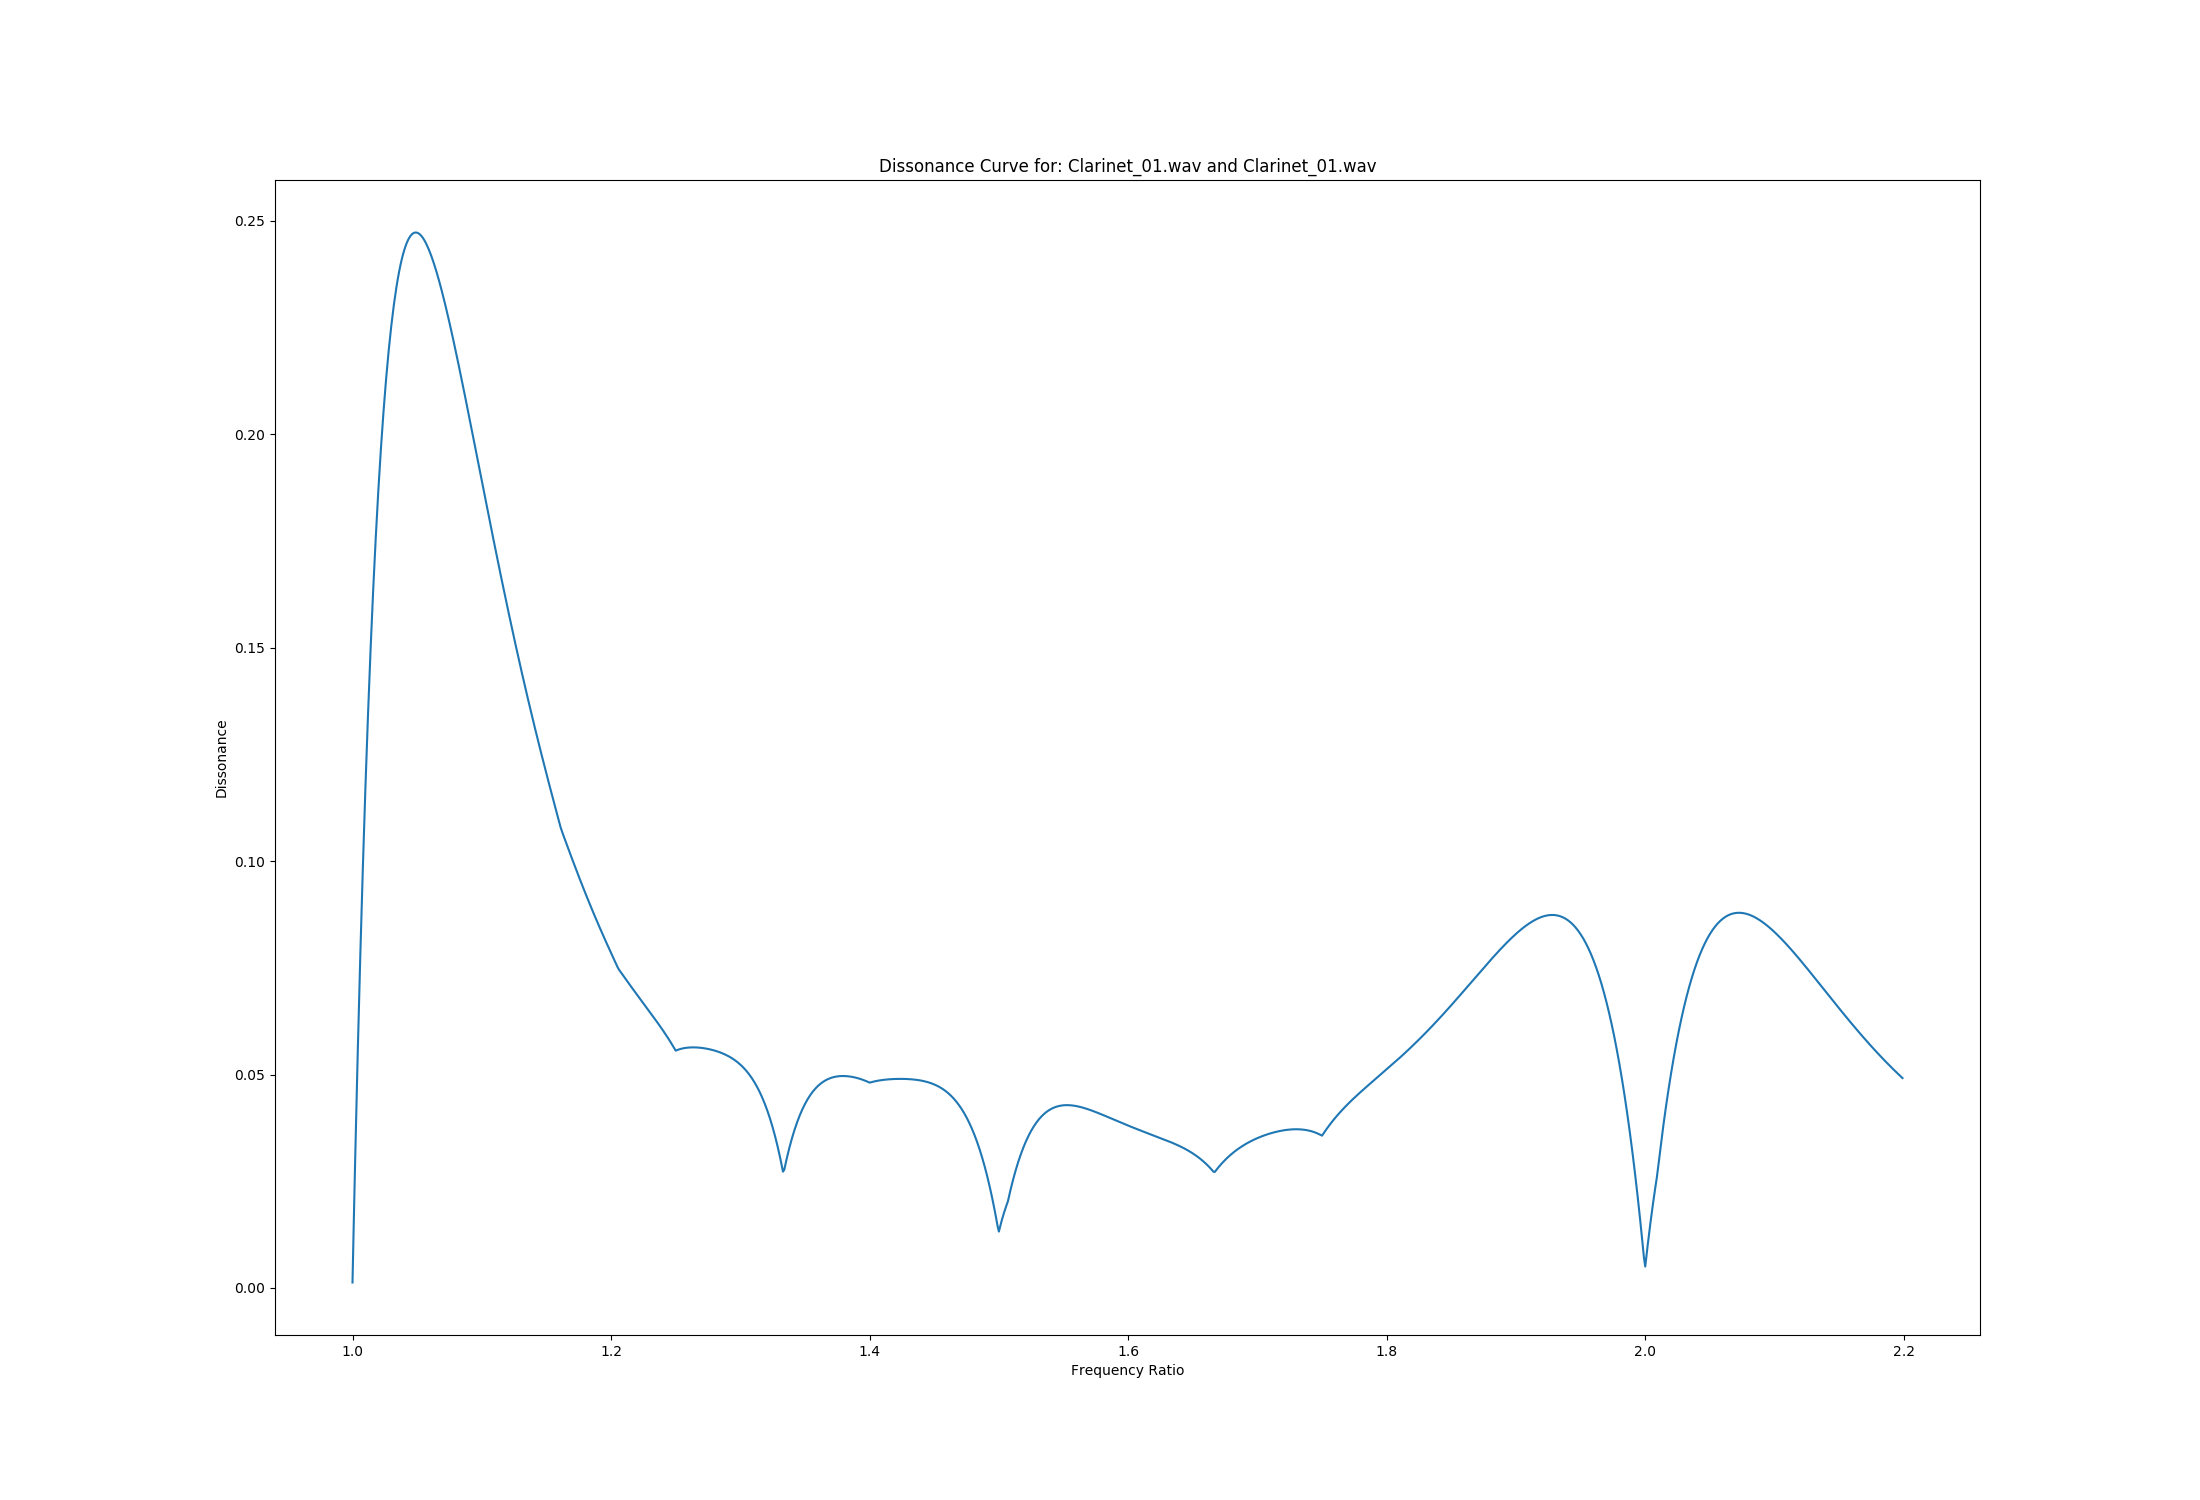 Dissonance Curve for: Clarinet_01.wav and Clarinet_01.wav
0.25
0.20
0.15
0.10
0.05
0.00
Dissonance
1.0 1.2 1.4 1.6 1.8 2.0 2.2
Frequency Ratio